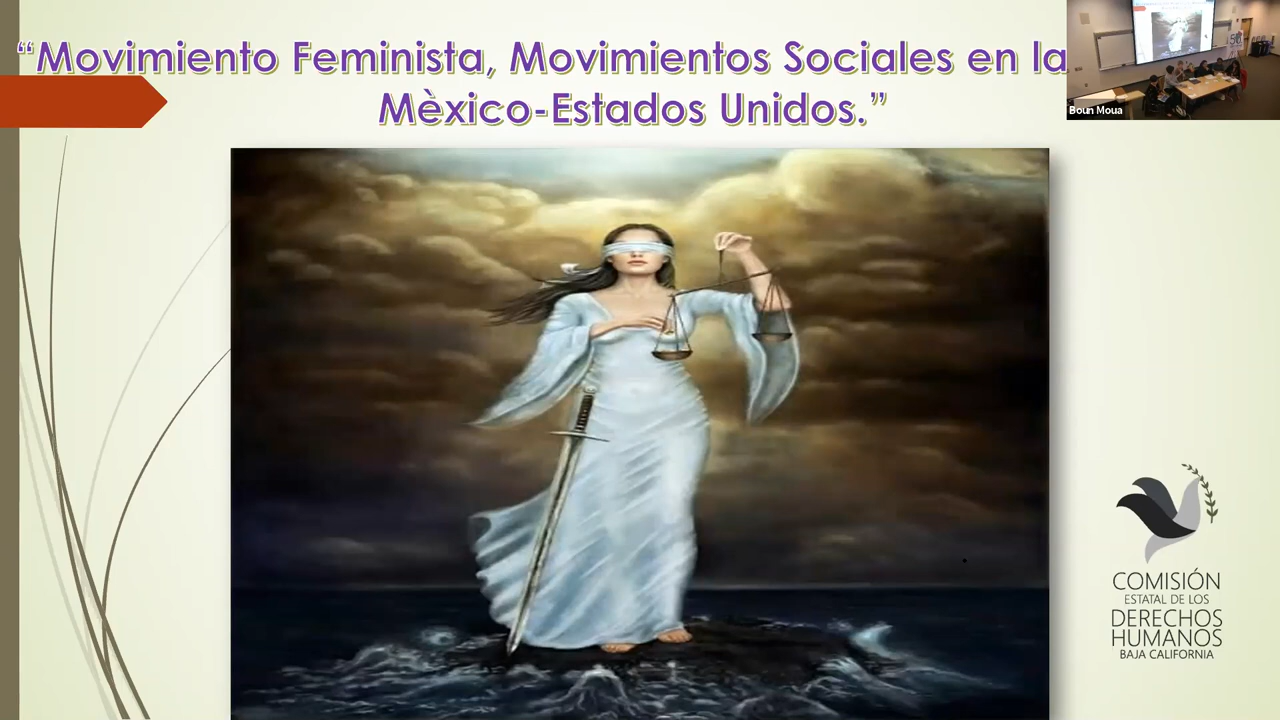 “Movimiento Feminista, Movimientos Sociales en la
Mèxico-Estados Unidos.”
Boun Moua
COMISIÓN
ESTATAL DE LOS
DERECHOS
HUMANOS
BAJA CALIFORNIA